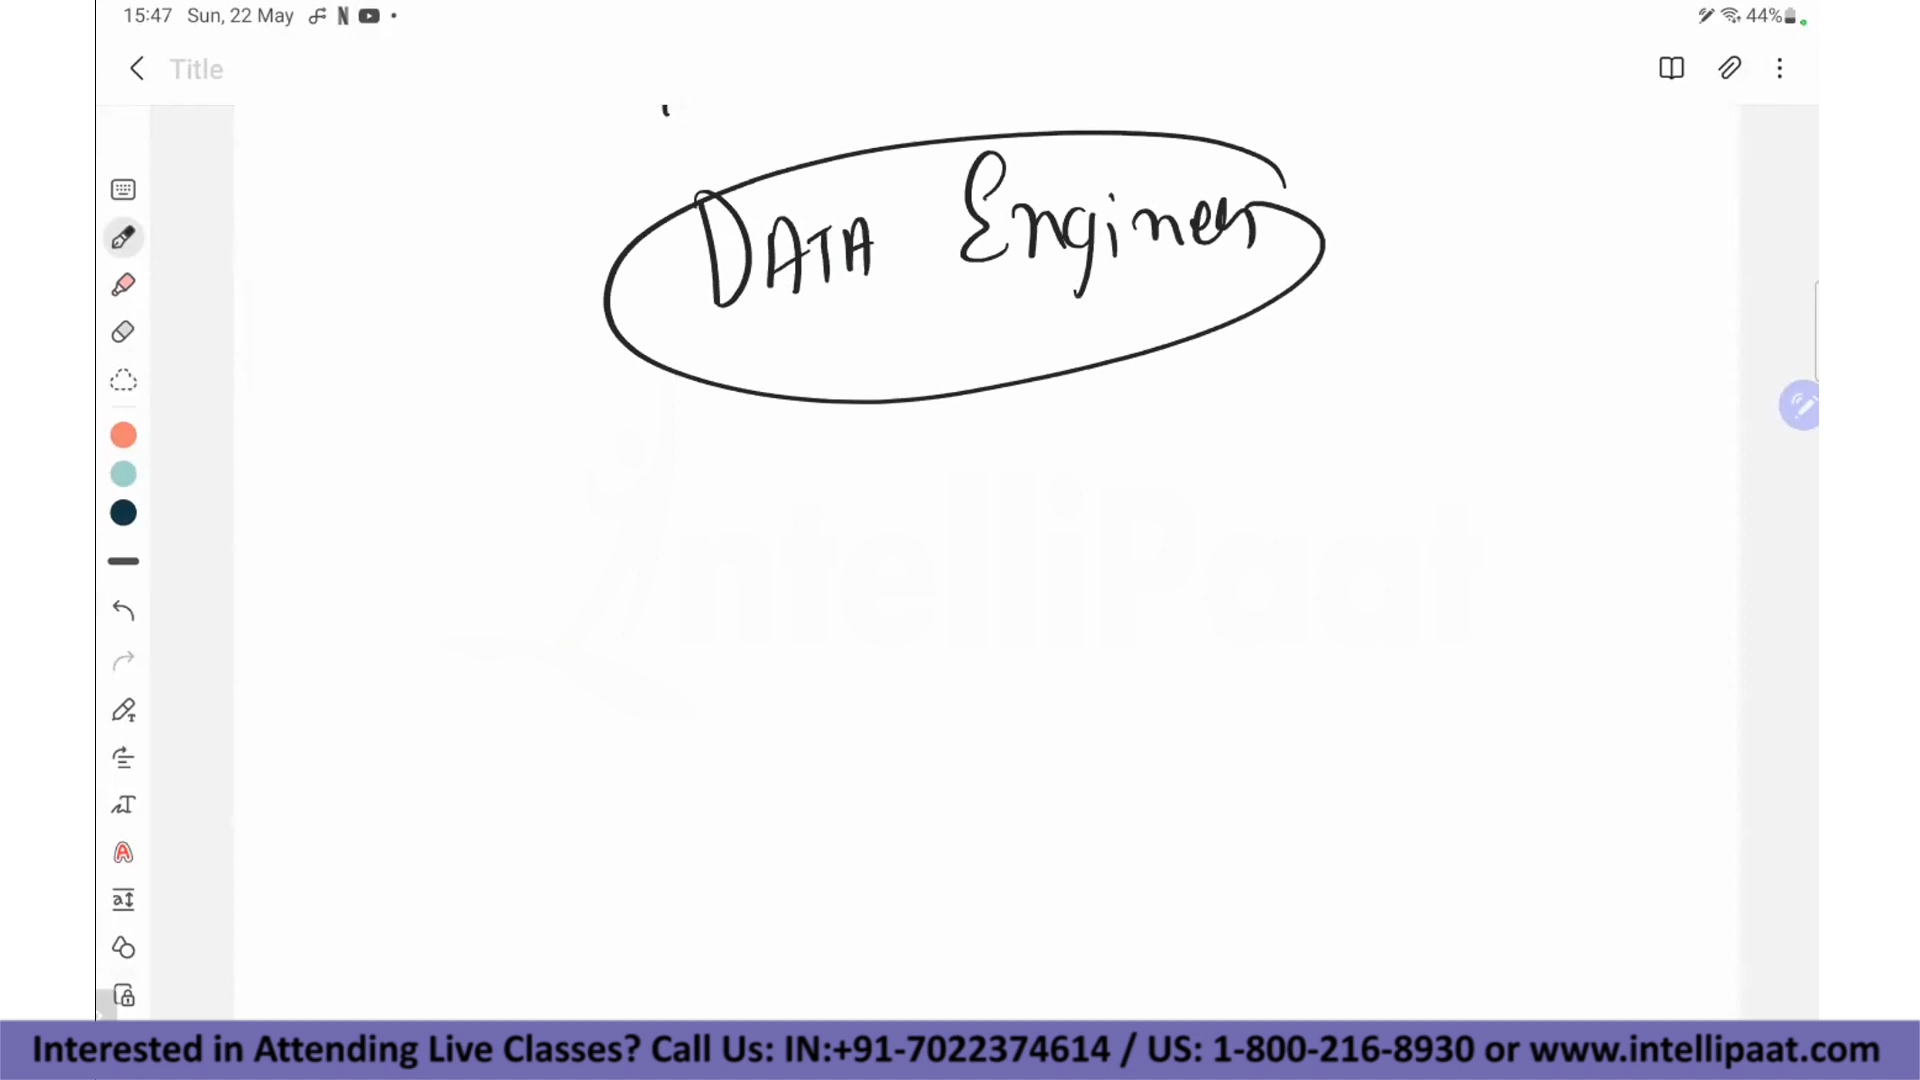 15:47 Sun, 22 May 44%
Title
DATA Engineer
IntelliPaat
Interested in Attending Live Classes? Call Us: IN:+91-7022374614 / US: 1-800-216-8930 or www.intellipaat.com